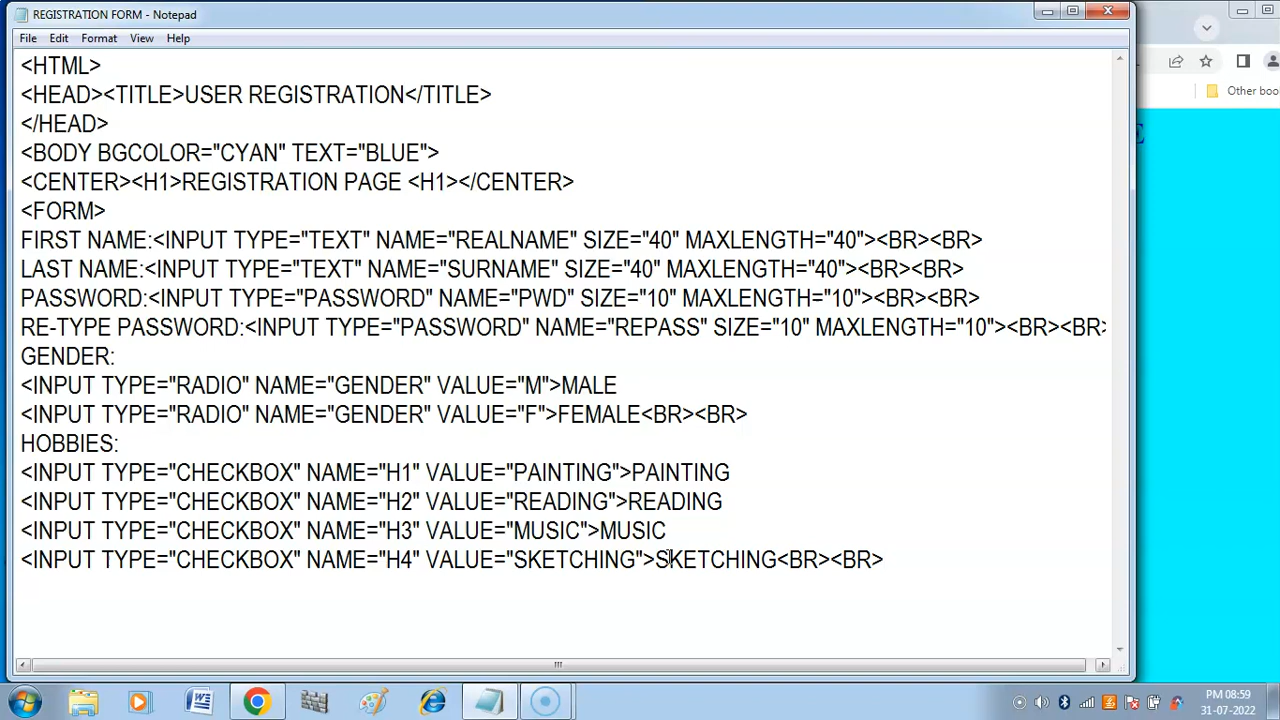 REGISTRATION FORM - Notepad
File Edit Format View Help
<HTML>
<HEAD><TITLE>USER REGISTRATION</TITLE>
</HEAD>
<BODY BGCOLOR="CYAN" TEXT="BLUE">
<CENTER><H1>REGISTRATION PAGE <H1></CENTER>
<FORM>
FIRST NAME:<INPUT TYPE="TEXT" NAME="REALNAME" SIZE="40" MAXLENGTH="40"><BR><BR>
LAST NAME:<INPUT TYPE="TEXT" NAME="SURNAME" SIZE="40" MAXLENGTH="40"><BR><BR>
PASSWORD:<INPUT TYPE="PASSWORD" NAME="PWD" SIZE="10" MAXLENGTH="10"><BR><BR>
RE-TYPE PASSWORD:<INPUT TYPE="PASSWORD" NAME="REPASS" SIZE="10" MAXLENGTH="10"><BR><BR>
GENDER:
<INPUT TYPE="RADIO" NAME="GENDER" VALUE="M">MALE
<INPUT TYPE="RADIO" NAME="GENDER" VALUE="F">FEMALE<BR><BR>
HOBBIES:
<INPUT TYPE="CHECKBOX" NAME="H1" VALUE="PAINTING">PAINTING
<INPUT TYPE="CHECKBOX" NAME="H2" VALUE="READING">READING
<INPUT TYPE="CHECKBOX" NAME="H3" VALUE="MUSIC">MUSIC
<INPUT TYPE="CHECKBOX" NAME="H4" VALUE="SKETCHING">SKETCHING<BR><BR>
Other boo
E
PM 08:59
31-07-2022